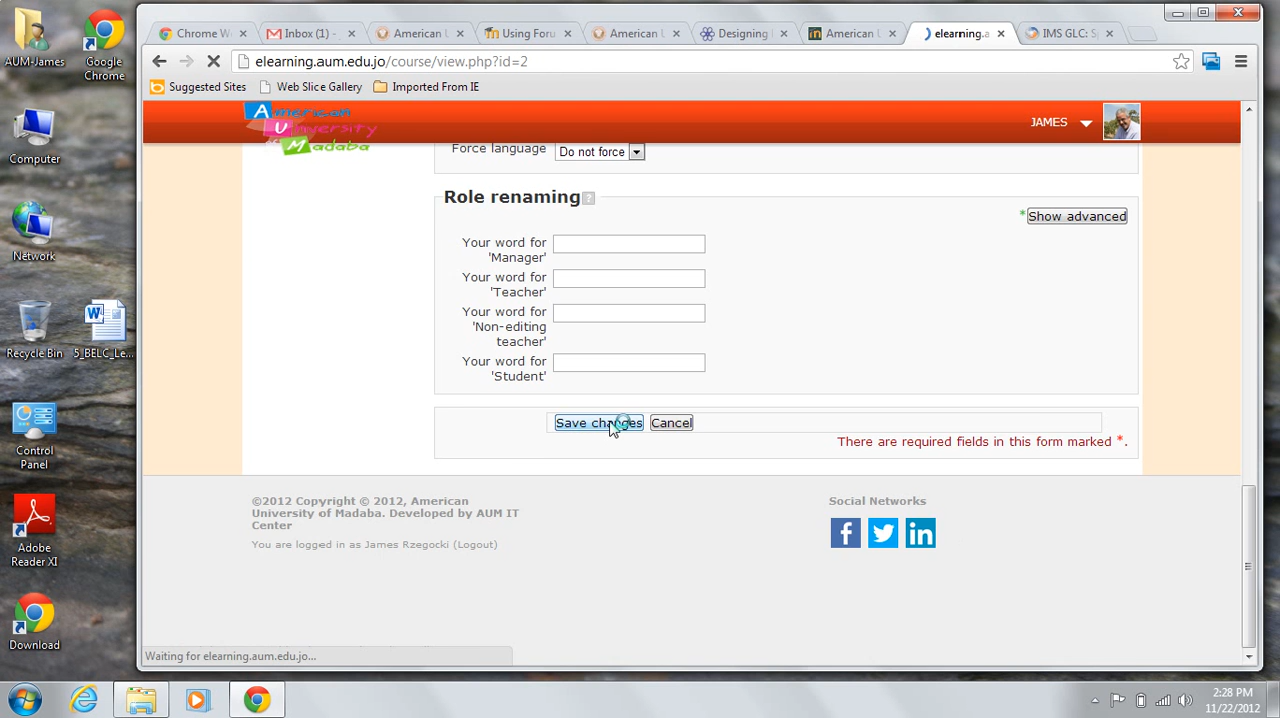 AUM-James
Google
Chrome
Computer
Network
Recycle Bin
5_BELC_Le...
Control
Panel
Adobe
Reader XI
Download
Chrome W
Inbox (1) -
American
Using Fon
American
Designing
American
elearning.a
IMS GLC: S
elearning.aum.edu.jo/course/view.php?id=2
Suggested Sites
Web Slice Gallery
Imported From IE
American
University
Madaba
JAMES
Force language
Do not force
Role renaming
* Show advanced
Your word for
'Manager'
Your word for
'Teacher'
Your word for
'Non-editing
teacher'
Your word for
'Student'
Save changes
Cancel
There are required fields in this form marked *.
©2012 Copyright © 2012, American
University of Madaba. Developed by AUM IT
Center
You are logged in as James Rzegocki (Logout)
Social Networks
Waiting for elearning.aum.edu.jo...
2:28 PM
11/22/2012